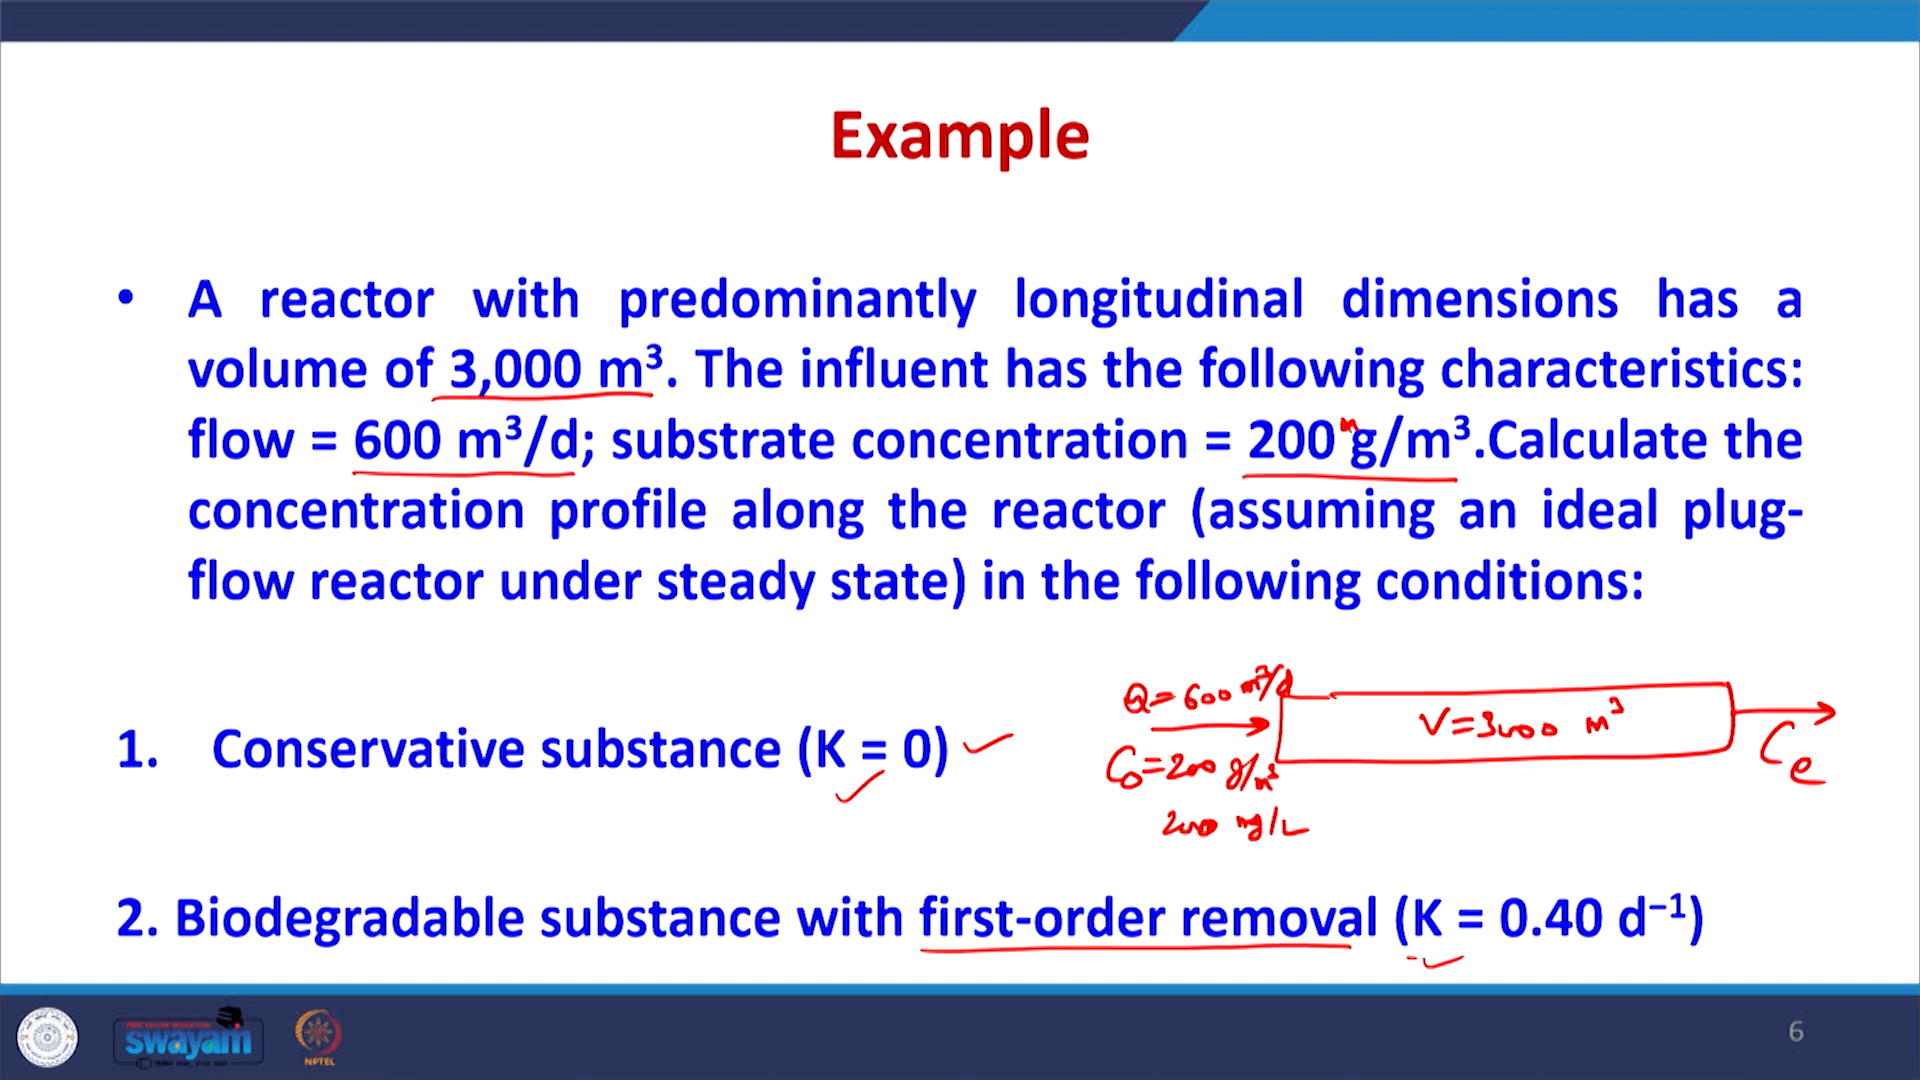 Example
• A reactor with predominantly longitudinal dimensions has a
volume of 3,000 m³. The influent has the following characteristics:
flow = 600 m³/d; substrate concentration = 200 ᵐg/m³.Calculate the
concentration profile along the reactor (assuming an ideal plug-
flow reactor under steady state) in the following conditions:
Q = 600 m³/d
V = 3000 m³
1. Conservative substance (K = 0)
C₀ = 200 g/m³
Ce
200 mg/L
2. Biodegradable substance with first-order removal (K = 0.40 d⁻¹)
swayam
NPTEL
6